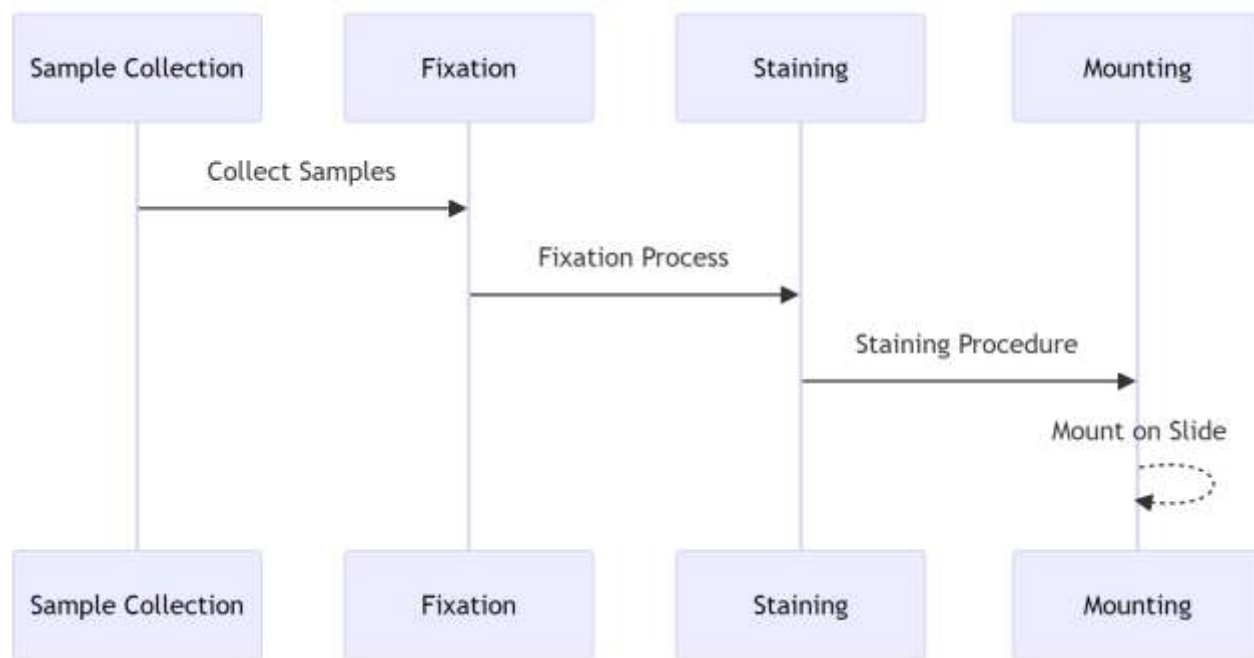 Sample Collection
Fixation
Staining
Mounting
Collect Samples
Fixation Process
Staining Procedure
Mount on Slide
Sample Collection
Fixation
Staining
Mounting